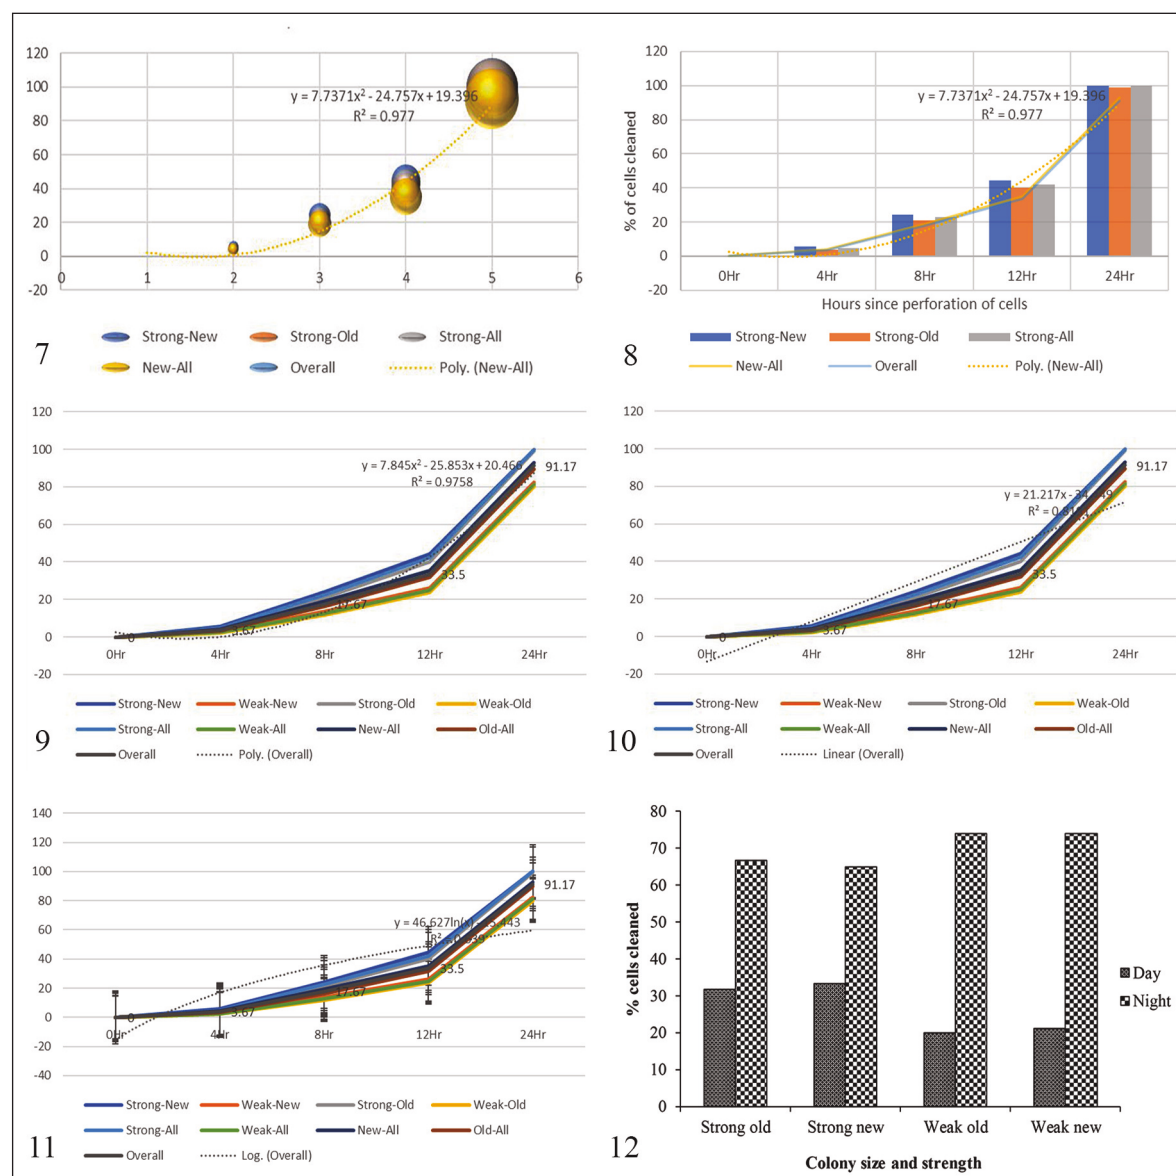 120
100
80
60
40
20
0
-20
0 1 2 3 4 5 6
y = 7.7371x² - 24.757x + 19.396
R² = 0.977
Strong-New Strong-Old Strong-All
New-All Overall Poly. (New-All)
7
% of cells cleaned
120
100
80
60
40
20
0
-20
y = 7.7371x² - 24.757x + 19.396
R² = 0.977
0Hr 4Hr 8Hr 12Hr 24Hr
Hours since perforation of cells
Strong-New Strong-Old Strong-All
New-All Overall Poly. (New-All)
8
120
100
80
60
40
20
0
-20
y = 7.845x² - 25.853x + 20.466
R² = 0.9758
91.17
33.5
17.67
3.67
0
0Hr 4Hr 8Hr 12Hr 24Hr
Strong-New Weak-New Strong-Old Weak-Old
Strong-All Weak-All New-All Old-All
Overall Poly. (Overall)
9
120
100
80
60
40
20
0
-20
y = 21.217x -
R² =
91.17
33.5
17.67
3.67
0
0Hr 4Hr 8Hr 12Hr 24Hr
Strong-New Weak-New Strong-Old Weak-Old
Strong-All Weak-All New-All Old-All
Overall Linear (Overall)
10
140
120
100
80
60
40
20
0
-20
-40
y = 46.627ln(x)
R²
91.17
33.5
17.67
3.67
0
0Hr 4Hr 8Hr 12Hr 24Hr
Strong-New Weak-New Strong-Old Weak-Old
Strong-All Weak-All New-All Old-All
Overall Log. (Overall)
11
% cells cleaned
80
70
60
50
40
30
20
10
0
Day
Night
Strong old Strong new Weak old Weak new
Colony size and strength
12